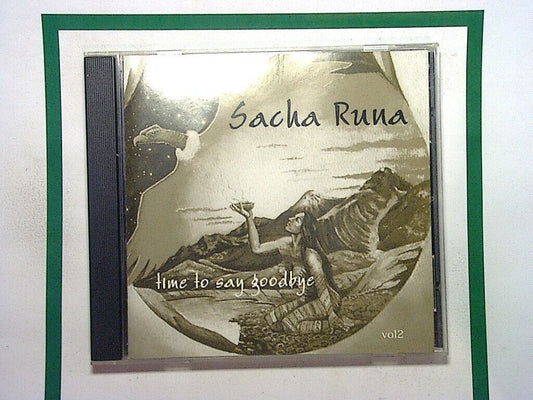 Sacha Runa
time to say goodbye
vol2